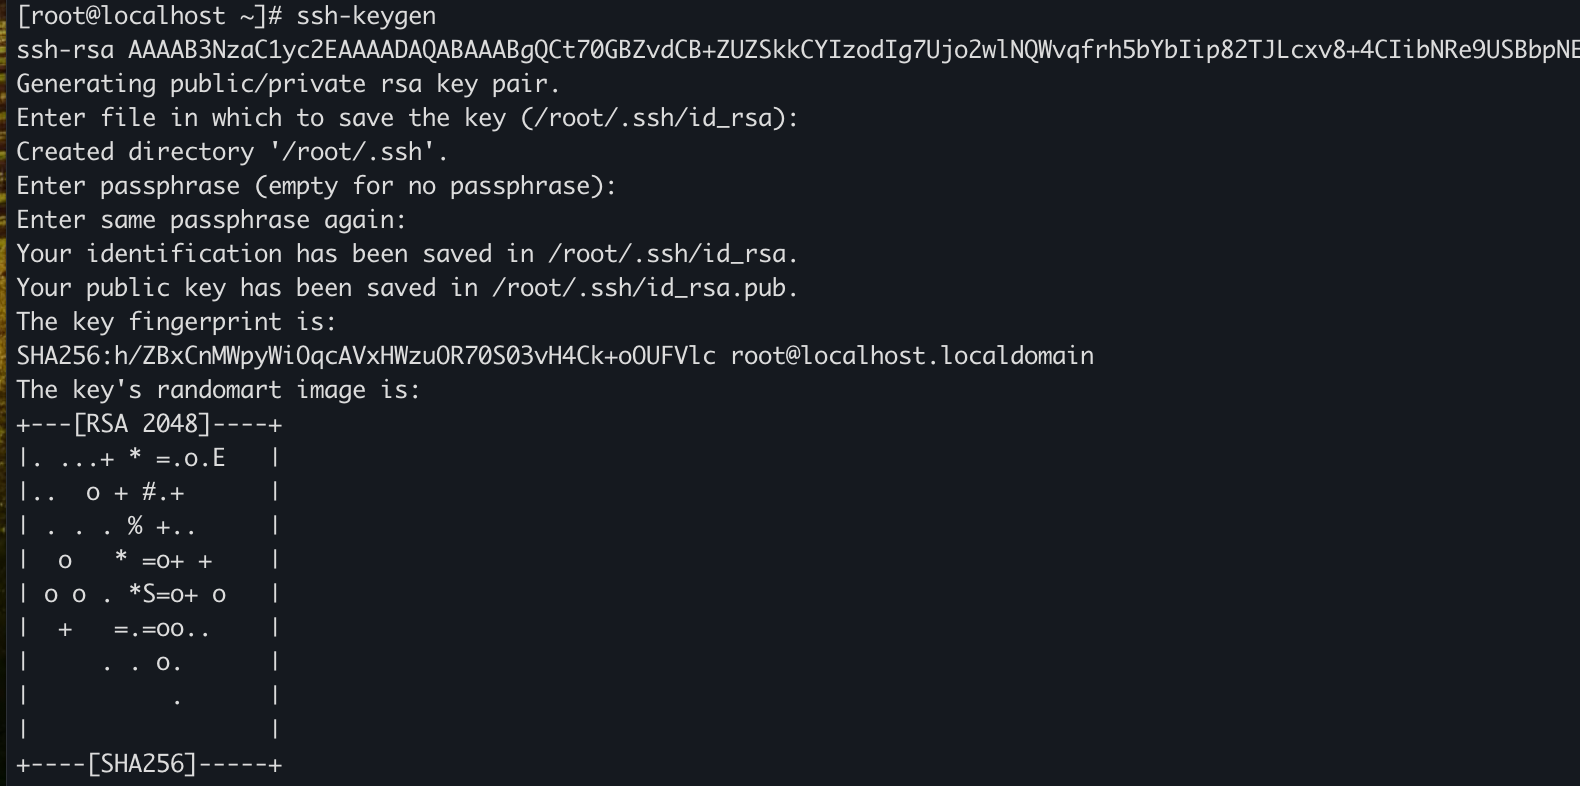 [root@localhost ~]# ssh-keygen
ssh-rsa AAAAB3NzaC1yc2EAAAADAQABAAABgQCt70GBZvdCB+ZUZSkkCYIzodIg7Ujo2wlNQWvqfrh5bYbIip82TJLcxv8+4CIibNRe9USBbpNE
Generating public/private rsa key pair.
Enter file in which to save the key (/root/.ssh/id_rsa):
Created directory '/root/.ssh'.
Enter passphrase (empty for no passphrase):
Enter same passphrase again:
Your identification has been saved in /root/.ssh/id_rsa.
Your public key has been saved in /root/.ssh/id_rsa.pub.
The key fingerprint is:
SHA256:h/ZBxCnMWpyWiOqcAVxHWzuOR70S03vH4Ck+oOUFVlc root@localhost.localdomain
The key's randomart image is:
+---[RSA 2048]----+
|. ...+ * =.o.E   |
|..  o + #.+      |
| . . . % +..     |
|  o   * =o+ +    |
| o o . *S=o+ o   |
|  +   =.=oo..    |
|     . . o.      |
|          .      |
|                 |
+----[SHA256]-----+